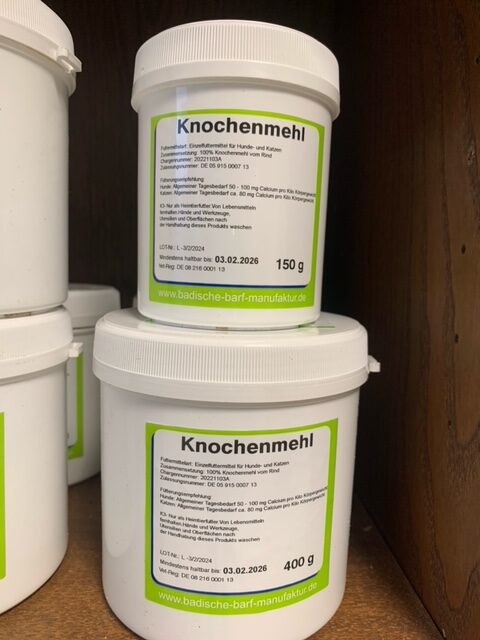 Knochenmehl
Futtermittelart: Einzelfuttermittel für Hunde- und Katzen
Zusammensetzung: 100% Knochenmehl vom Rind
Chargennummer: 20221103A
Zulassungsnummer: DE 05 915 0007 13
Fütterungsempfehlung:
Hunde: Allgemeiner Tagesbedarf 50 - 100 mg Calcium pro Kilo Körpergewicht
Katzen: Allgemeiner Tagesbedarf ca. 80 mg Calcium pro Kilo Körpergewicht
K3- Nur als Heimtierfutter.Von Lebensmitteln
fernhalten.Hände und Werkzeuge,
Utensilien und Oberflächen nach
der Handhabung dieses Produkts waschen
LOT-Nr.: L -3/2/2024
Mindestens haltbar bis: 03.02.2026
Vet-Reg: DE 08 216 0001 13
150 g
www.badische-barf-manufaktur.de
Knochenmehl
Futtermittelart: Einzelfuttermittel für Hunde- und Katzen
Zusammensetzung: 100% Knochenmehl vom Rind
Chargennummer: 20221103A
Zulassungsnummer: DE 05 915 0007 13
Fütterungsempfehlung:
Hunde: Allgemeiner Tagesbedarf 50 - 100 mg Calcium pro Kilo Körpergewicht
Katzen: Allgemeiner Tagesbedarf ca. 80 mg Calcium pro Kilo Körpergewicht
K3- Nur als Heimtierfutter.Von Lebensmitteln
fernhalten.Hände und Werkzeuge,
Utensilien und Oberflächen nach
der Handhabung dieses Produkts waschen
LOT-Nr.: L -3/2/2024
Mindestens haltbar bis: 03.02.2026
Vet-Reg: DE 08 216 0001 13
400 g
www.badische-barf-manufaktur.de